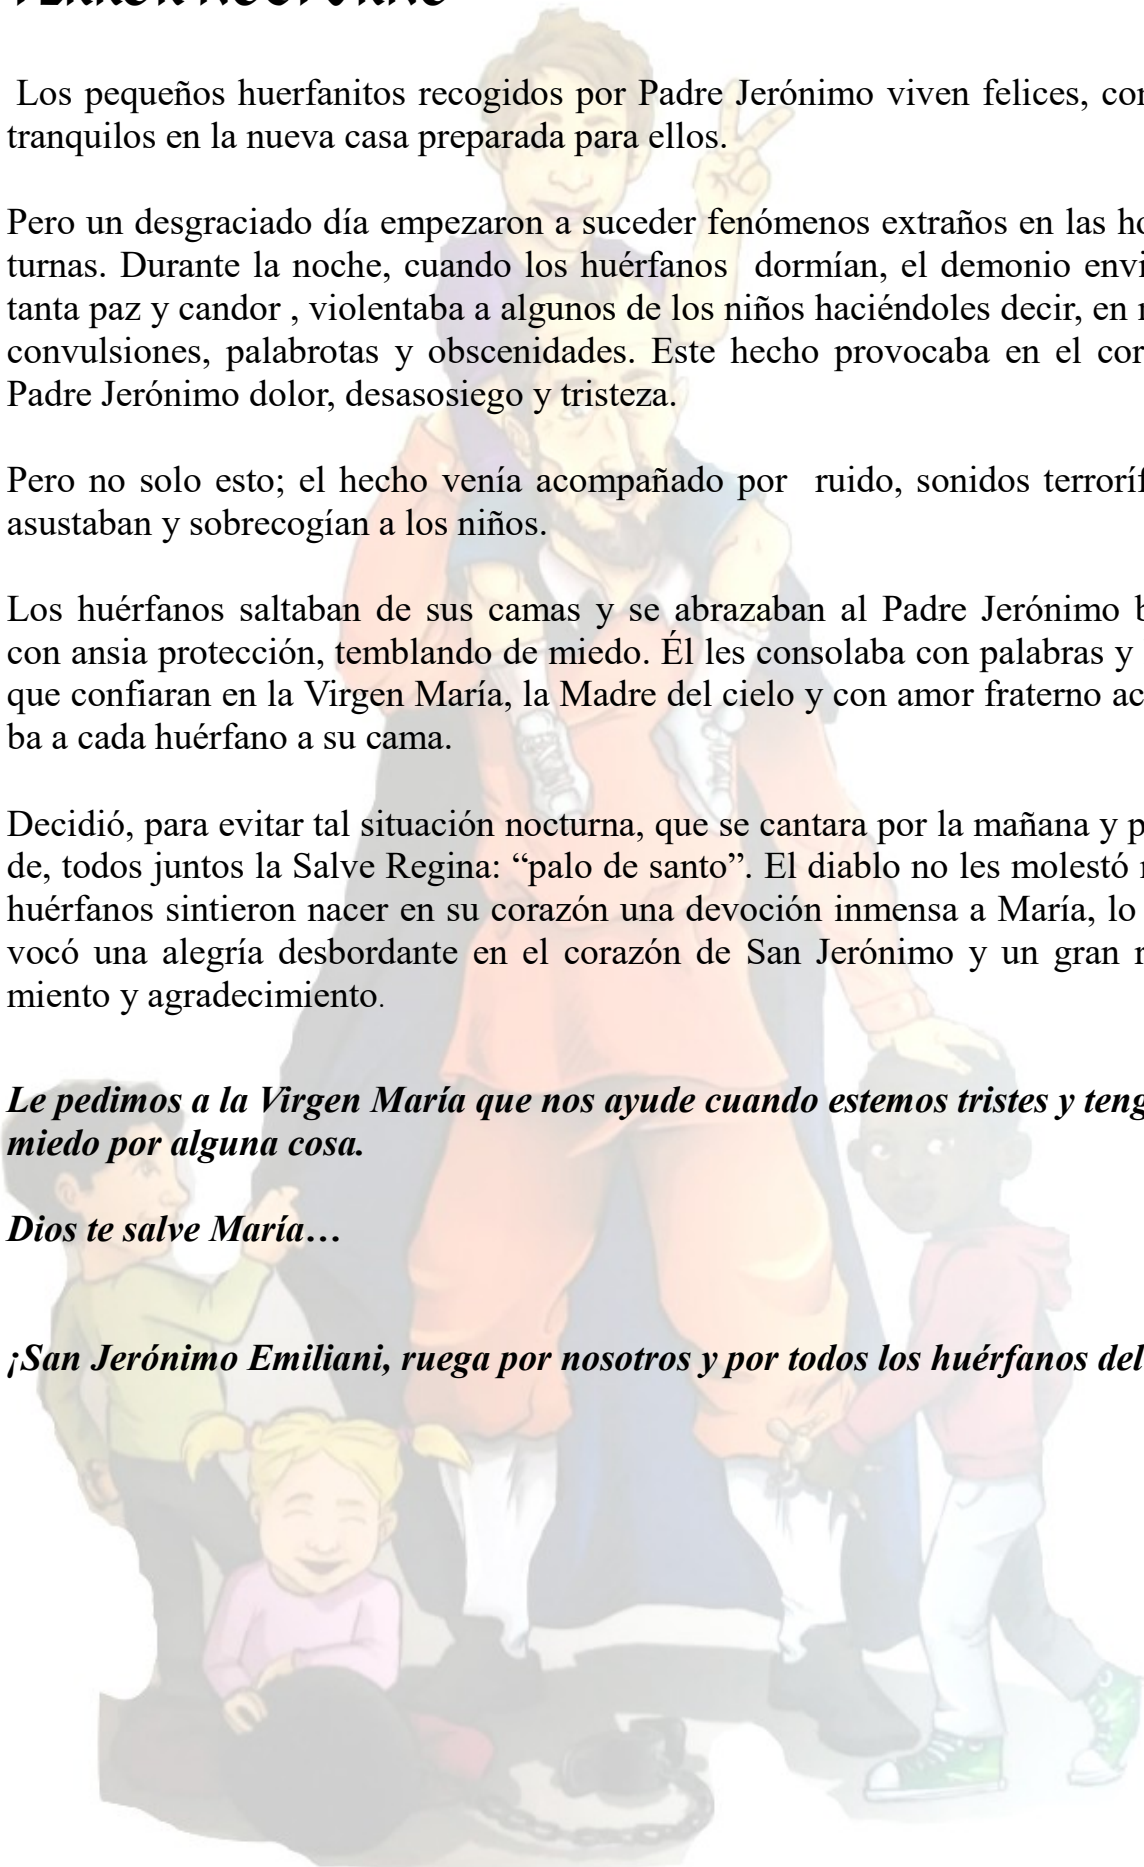 Los pequeños huerfanitos recogidos por Padre Jerónimo viven felices,
tranquilos en la nueva casa preparada para ellos.
Pero un desgraciado día empezaron a suceder fenómenos extraños en las
turnas. Durante la noche, cuando los huérfanos dormían, el demonio
tanta paz y candor , violentaba a algunos de los niños haciéndoles decir, en
convulsiones, palabrotas y obscenidades. Este hecho provocaba en el
Padre Jerónimo dolor, desasosiego y tristeza.
Pero no solo esto; el hecho venía acompañado por ruido, sonidos
asustaban y sobrecogían a los niños.
Los huérfanos saltaban de sus camas y se abrazaban al Padre Jerónimo
con ansia protección, temblando de miedo. Él les consolaba con palabras y
que confiaran en la Virgen María, la Madre del cielo y con amor fraterno
ba a cada huérfano a su cama.
Decidió, para evitar tal situación nocturna, que se cantara por la mañana y
de, todos juntos la Salve Regina: “palo de santo”. El diablo no les molestó
huérfanos sintieron nacer en su corazón una devoción inmensa a María, lo
vocó una alegría desbordante en el corazón de San Jerónimo y un gran
miento y agradecimiento.
Le pedimos a la Virgen María que nos ayude cuando estemos tristes y
miedo por alguna cosa.
Dios te salve María…
¡San Jerónimo Emiliani, ruega por nosotros y por todos los huérfanos del